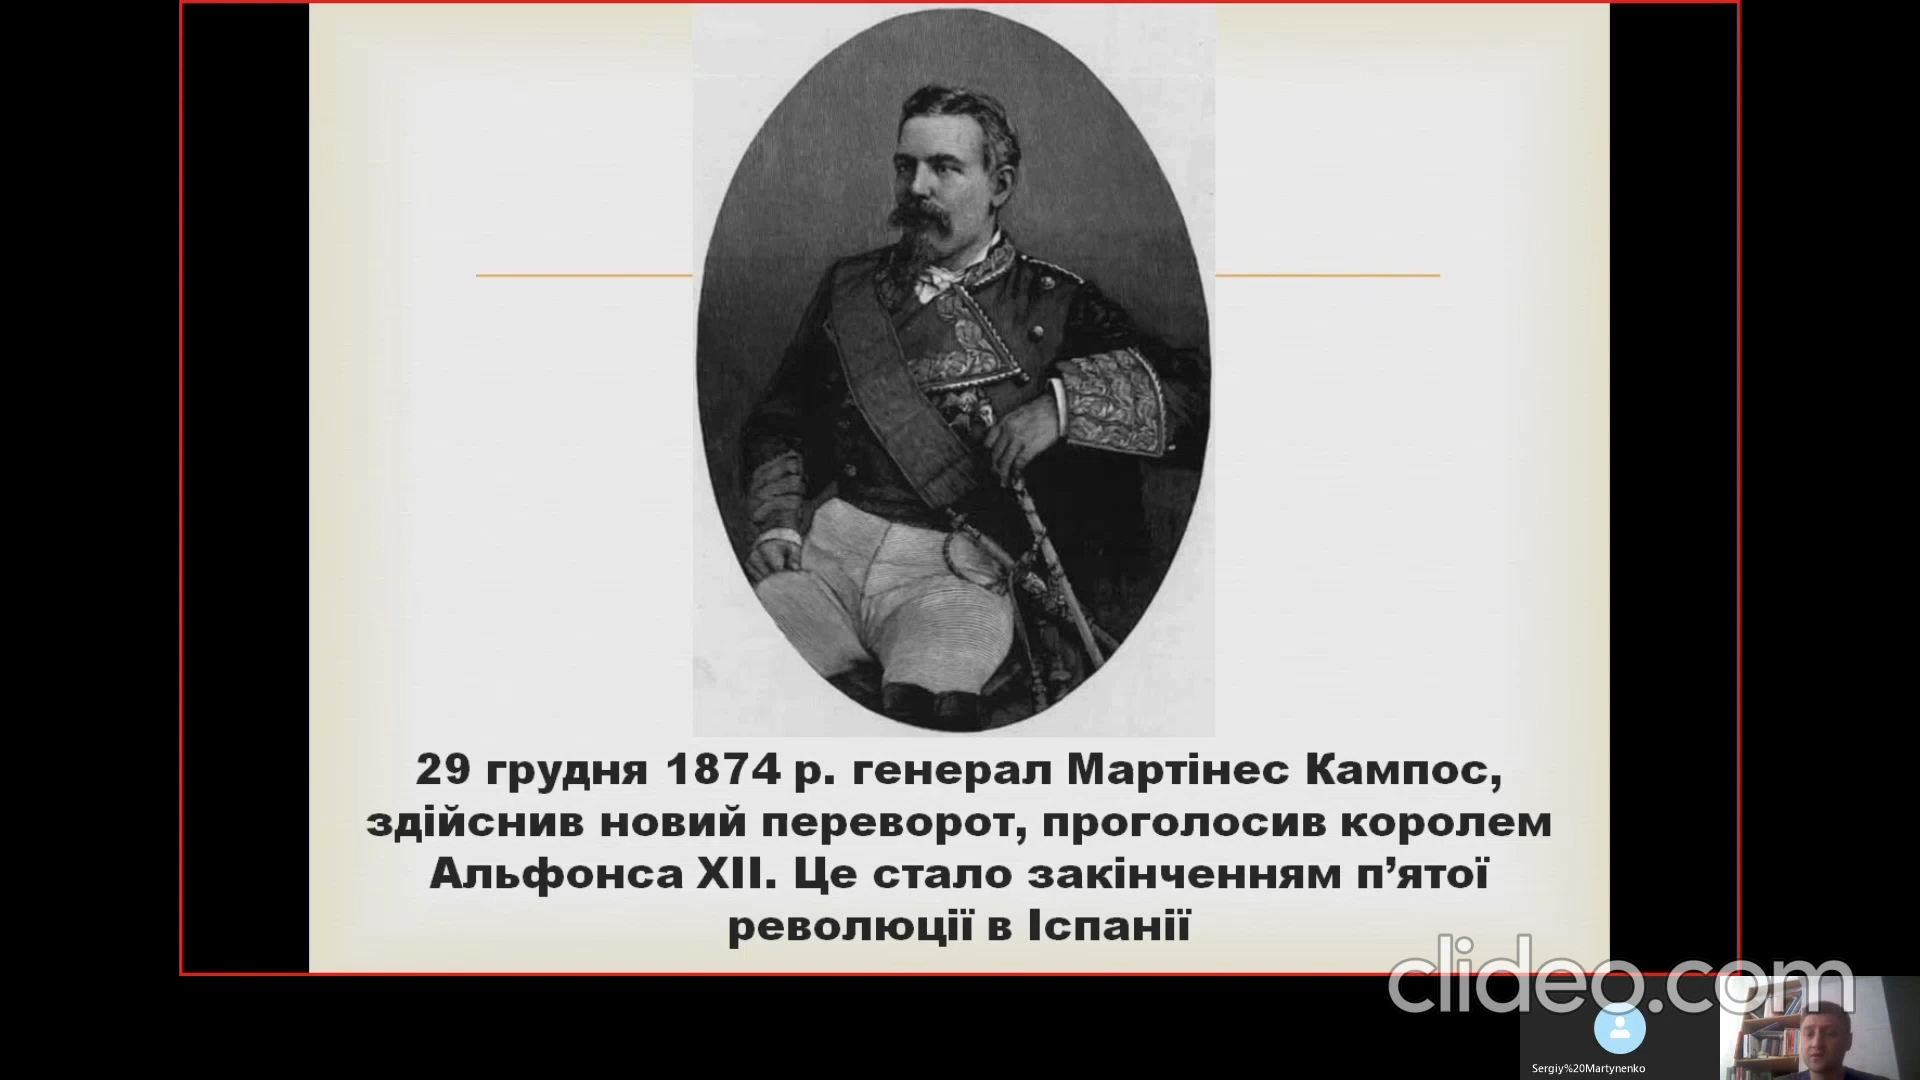 29 грудня 1874 р. генерал Мартінес Кампос,
здійснив новий переворот, проголосив королем
Альфонса XII. Це стало закінченням п’ятої
революції в Іспанії
clideo.com
Sergiy%20Martynenko